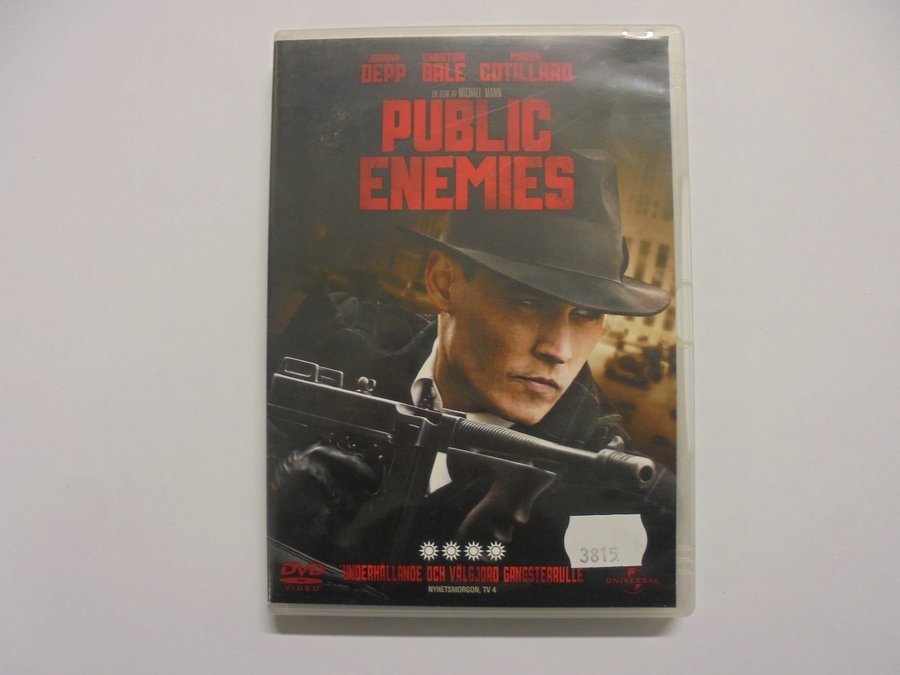 JOHNNY CHRISTIAN MARION
DEPP BALE COTILLARD
EN FILM AV MICHAEL MANN
PUBLIC
ENEMIES
3815
"UNDERHÅLLANDE OCH VÄLGJORD GANGSTERRULLE
NYHETSMORGON, TV 4
DVD
VIDEO
UNIVERSAL